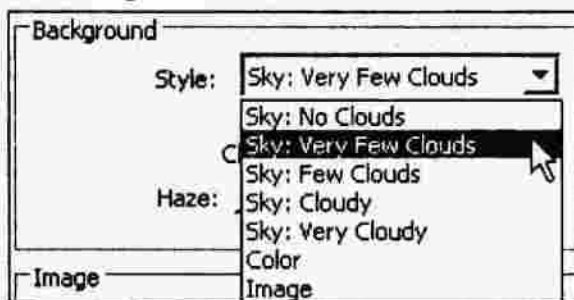 Background
Style: Sky: Very Few Clouds
Sky: No Clouds
Sky: Very Few Clouds
Sky: Few Clouds
Haze: Sky: Cloudy
Sky: Very Cloudy
Color
Image Image